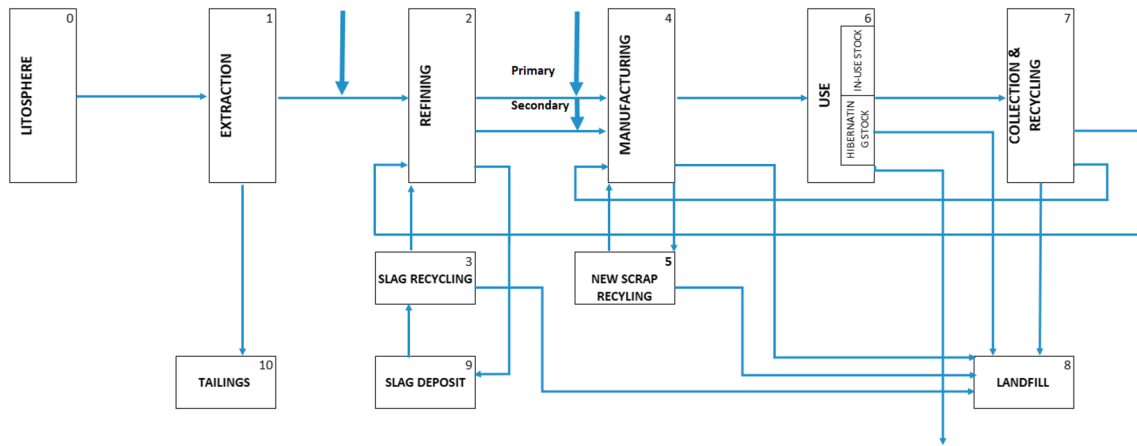 0
LITOSPHERE
1
EXTRACTION
2
REFINING
Primary
Secondary
4
MANUFACTURING
6
USE
IN-USE STOCK
HIBERNATIN
G STOCK
7
COLLECTION &
RECYCLING
3
SLAG RECYCLING
5
NEW SCRAP
RECYLING
10
TAILINGS
9
SLAG DEPOSIT
8
LANDFILL